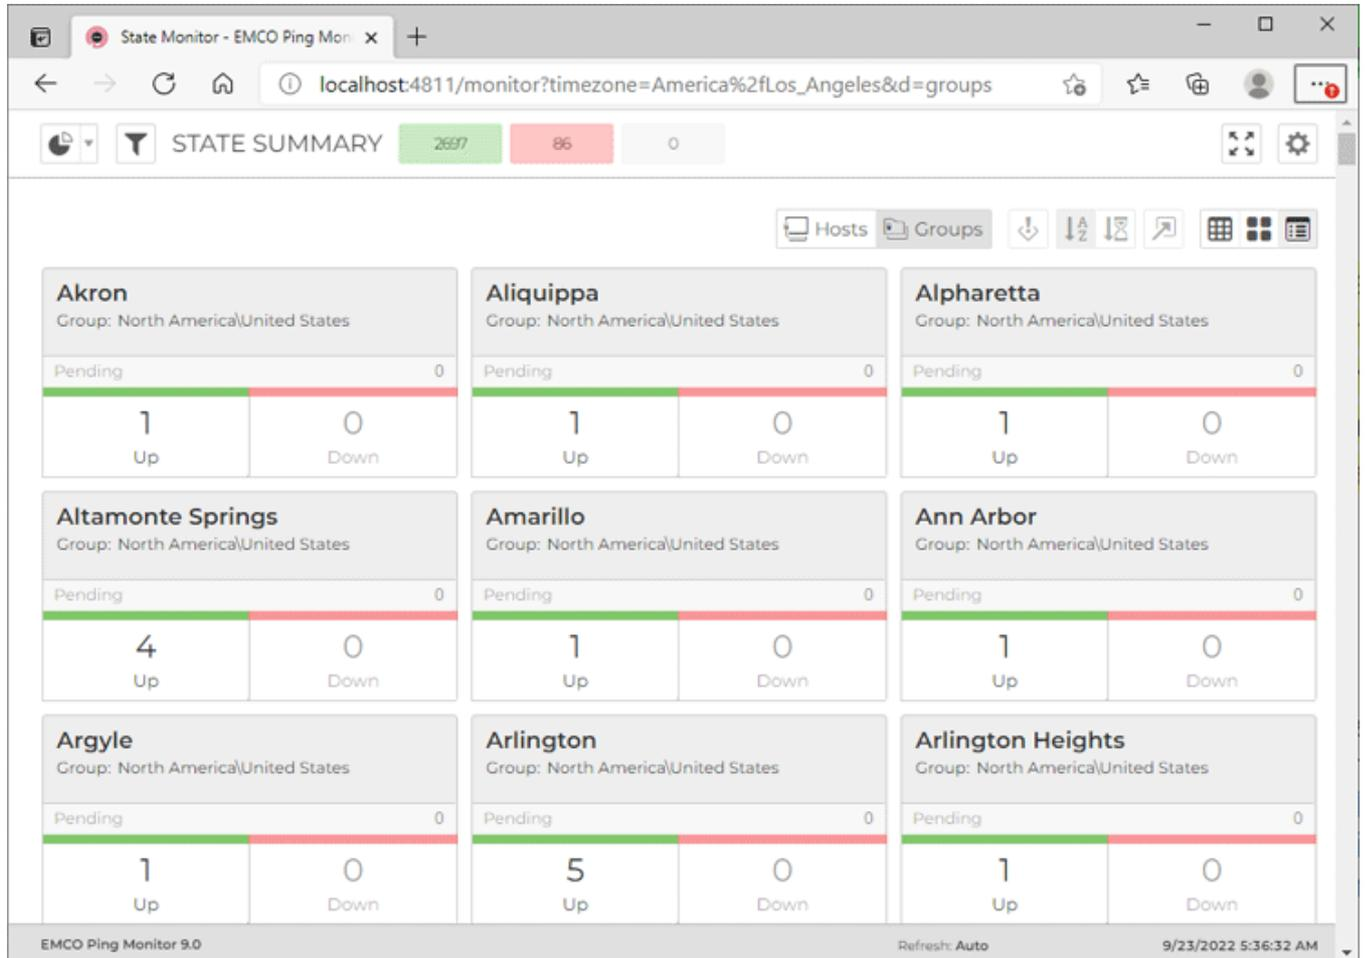 State Monitor - EMCO Ping Mon
localhost:4811/monitor?timezone=America%2fLos_Angeles&d=groups
STATE SUMMARY 2697 86 0
Hosts Groups A Z
Akron Aliquippa Alpharetta
Group: North America\United States Group: North America\United States Group: North America\United States
Pending 0 Pending 0 Pending 0
1 0 1 0 1 0
Up Down Up Down Up Down
Altamonte Springs Amarillo Ann Arbor
Group: North America\United States Group: North America\United States Group: North America\United States
Pending 0 Pending 0 Pending 0
4 0 1 0 1 0
Up Down Up Down Up Down
Argyle Arlington Arlington Heights
Group: North America\United States Group: North America\United States Group: North America\United States
Pending 0 Pending 0 Pending 0
1 0 5 0 1 0
Up Down Up Down Up Down
EMCO Ping Monitor 9.0 Refresh: Auto 9/23/2022 5:36:32 AM